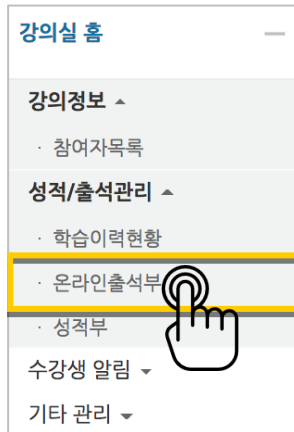 강의실 홈
강의정보
· 참여자목록
성적/출석관리
· 학습이력현황
· 온라인출석부
· 성적부
수강생 알림
기타 관리